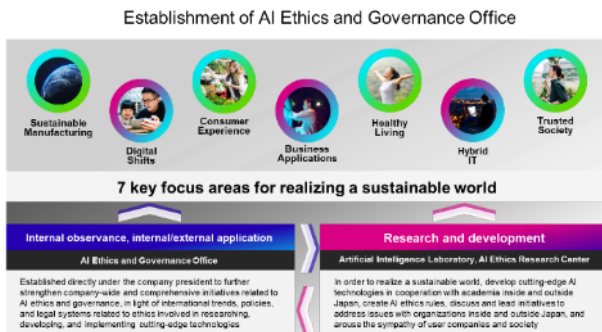 Establishment of AI Ethics and Governance Office
Sustainable
Manufacturing
Digital
Shifts
Consumer
Experience
Business
Applications
Healthy
Living
Hybrid
IT
Trusted
Society
7 key focus areas for realizing a sustainable world
Internal observance, internal/external application
AI Ethics and Governance Office
Established directly under the company president to further
strengthen company-wide and comprehensive initiatives related to
AI ethics and governance, in light of international trends, policies,
and legal systems related to ethics involved in researching,
developing, and implementing cutting-edge technologies
Research and development
Artificial Intelligence Laboratory, AI Ethics Research Center
In order to realize a sustainable world, develop cutting-edge AI
technologies in cooperation with academia inside and outside
Japan, create AI ethics rules, discuss and lead initiatives to
address issues with organizations inside and outside Japan, and
arouse the sympathy of user companies and society